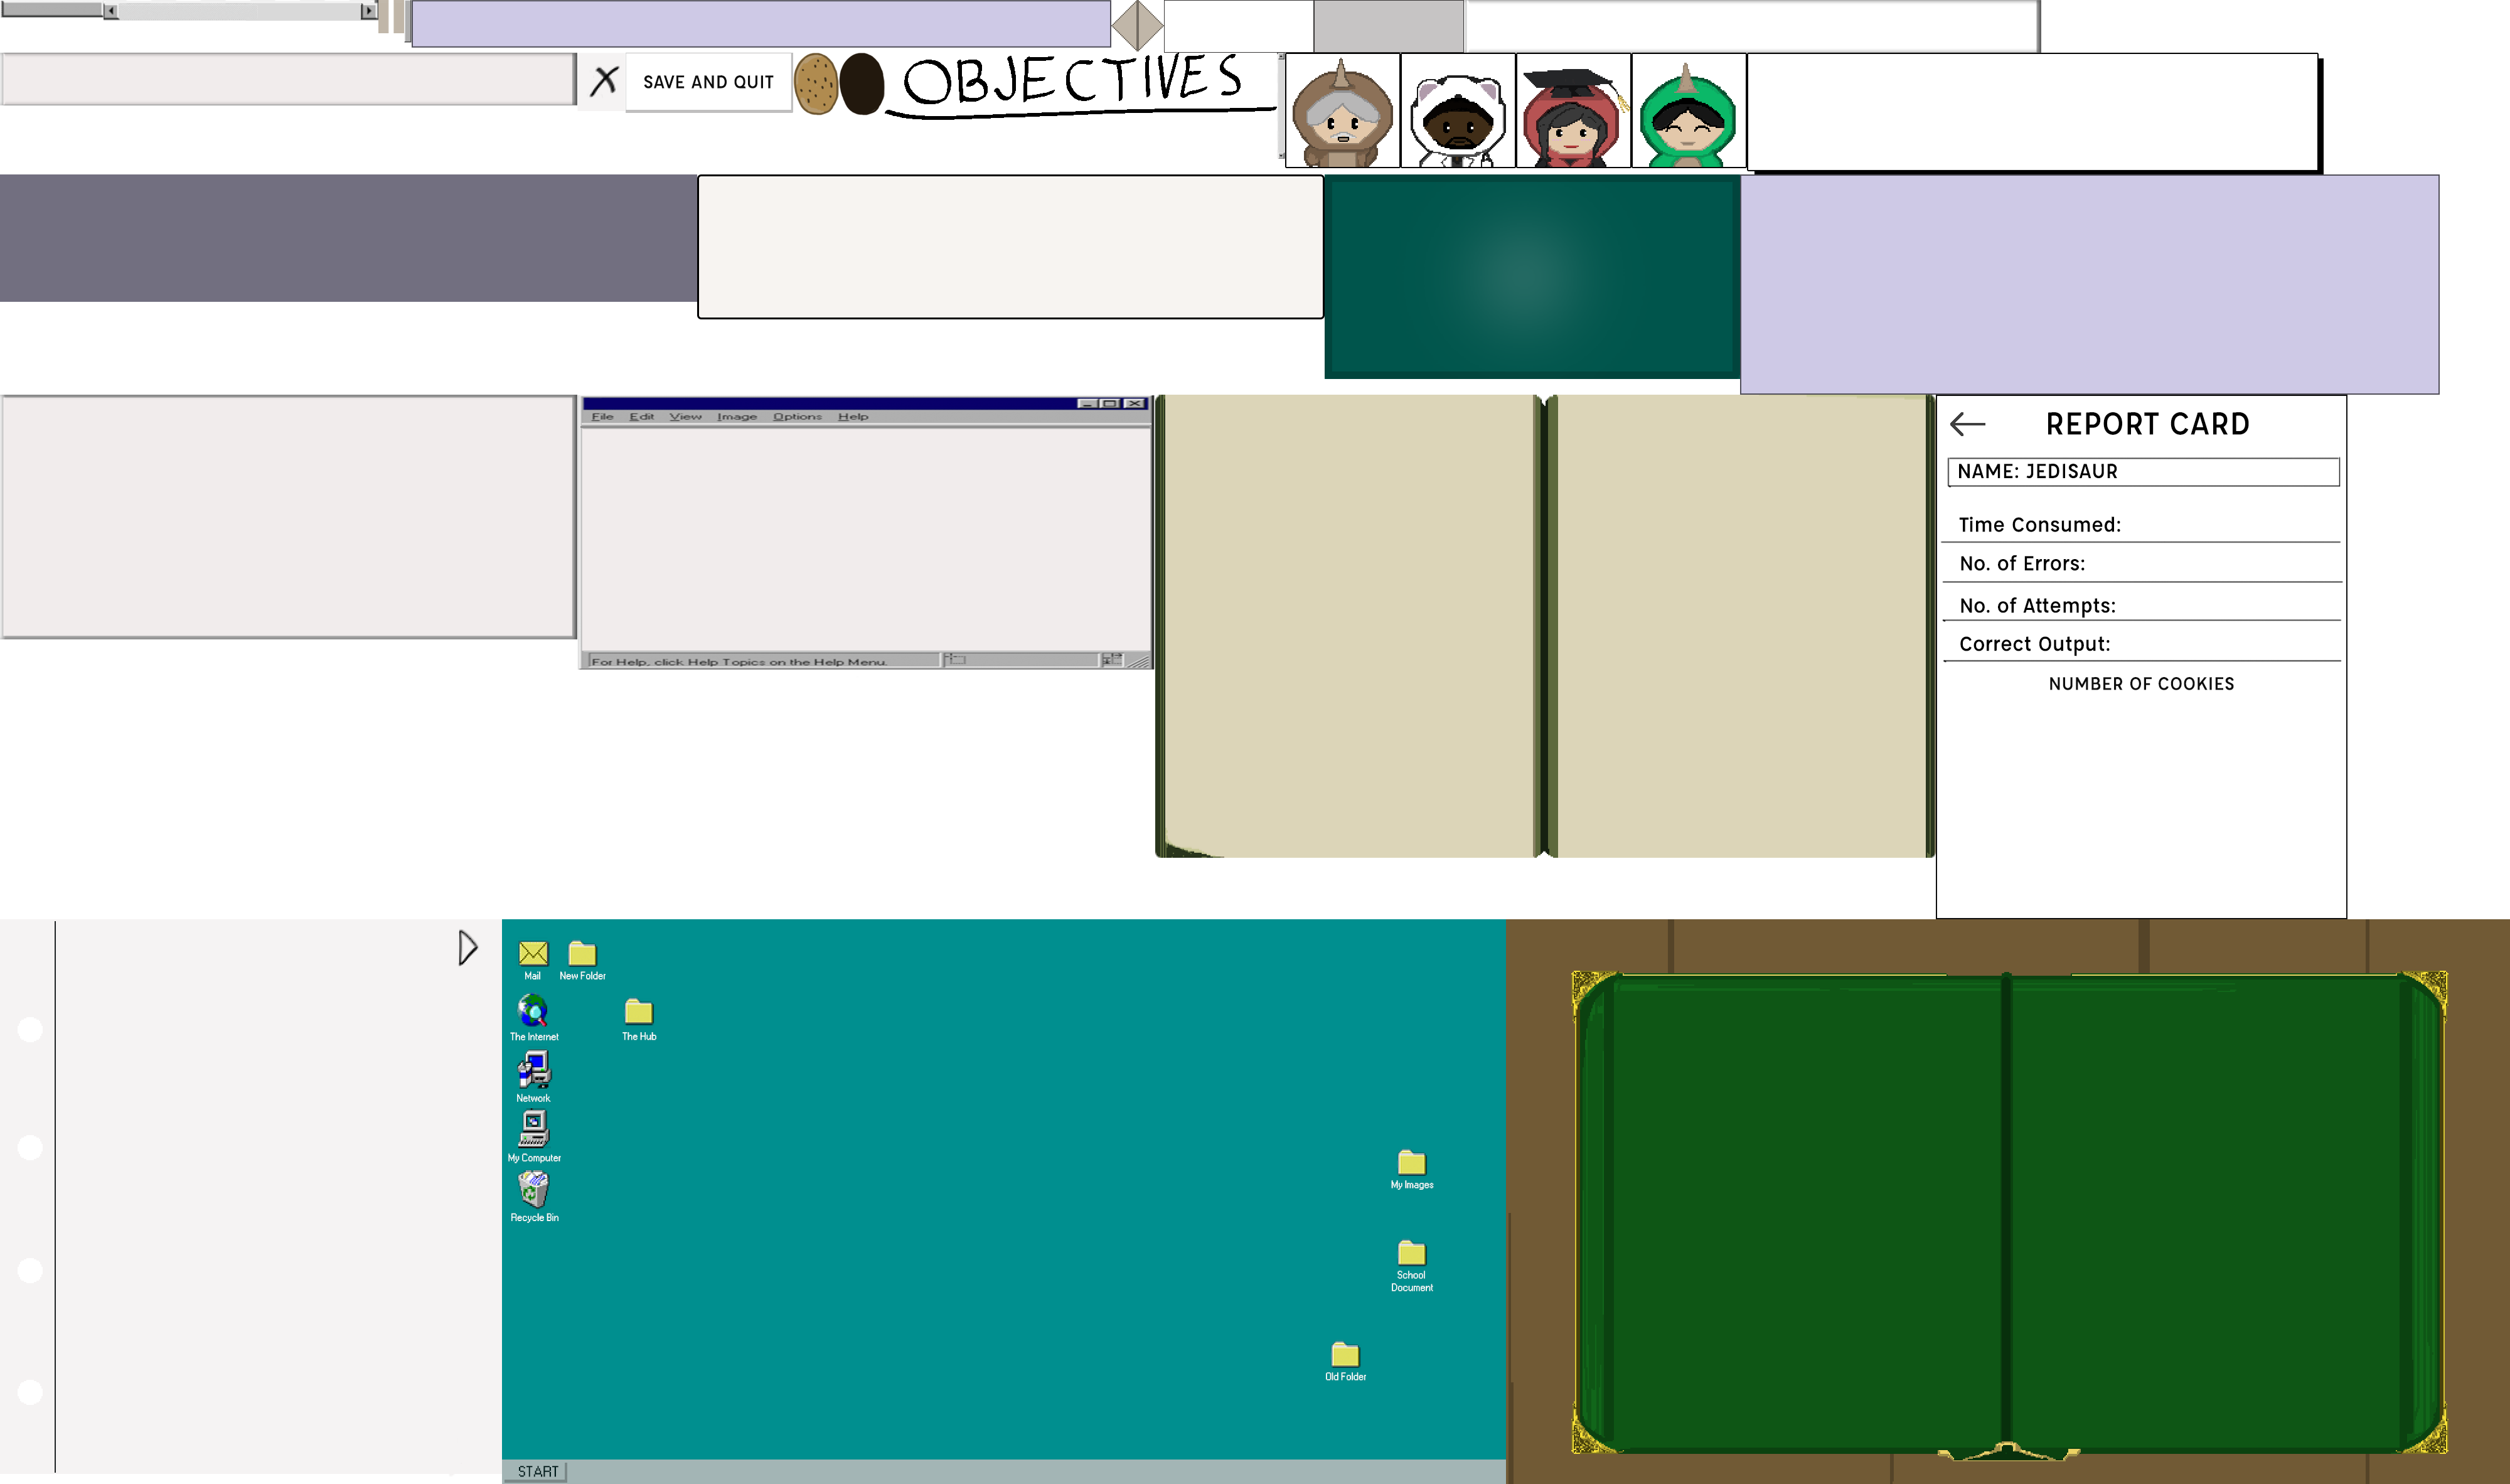 SAVE AND QUIT
OBJECTIVES
File Edit View Image Options Help
For Help, click Help Topics on the Help Menu.
REPORT CARD
NAME: JEDISAUR
Time Consumed:
No. of Errors:
No. of Attempts:
Correct Output:
NUMBER OF COOKIES
Mail
New Folder
The Internet
The Hub
Network
My Computer
Recycle Bin
My Images
School
Document
Old Folder
START